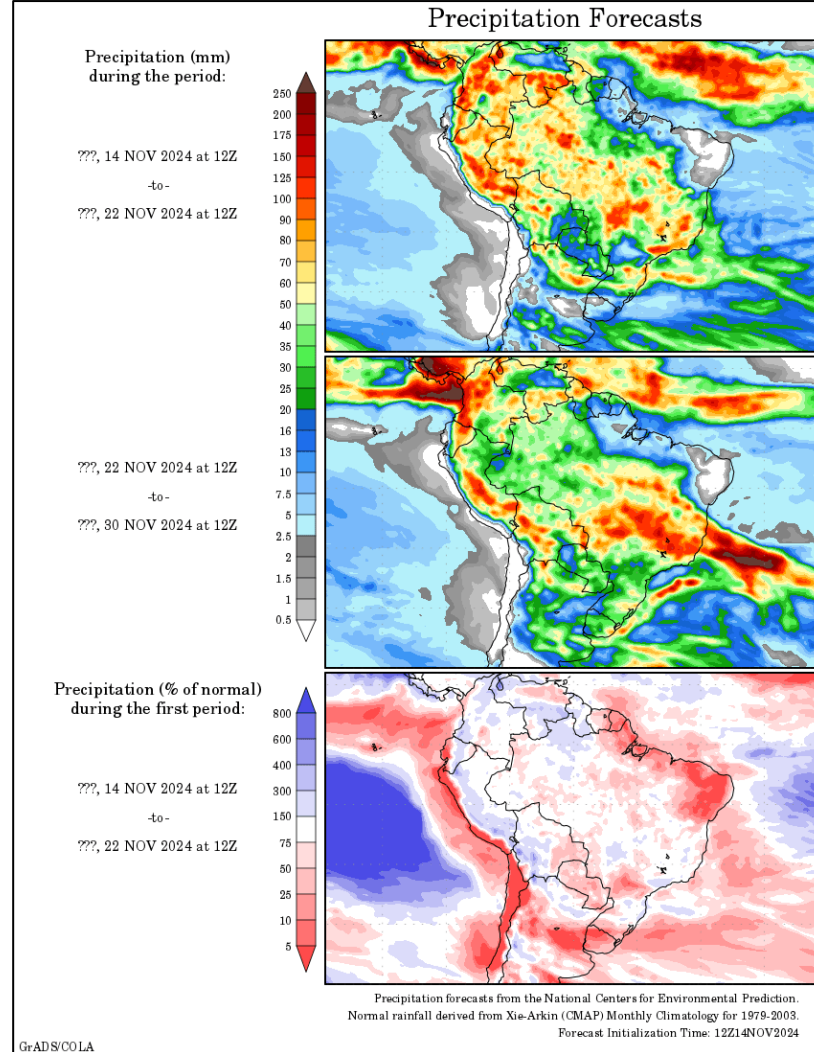 Precipitation Forecasts
Precipitation (mm)
during the period:
???, 14 NOV 2024 at 12Z
-to-
???, 22 NOV 2024 at 12Z
250
200
175
150
125
100
90
80
70
60
50
40
35
30
25
20
16
13
10
7.5
5
2.5
2
1.5
1
0.5
???, 22 NOV 2024 at 12Z
-to-
???, 30 NOV 2024 at 12Z
Precipitation (% of normal)
during the first period:
???, 14 NOV 2024 at 12Z
-to-
???, 22 NOV 2024 at 12Z
800
600
400
300
150
75
50
25
10
5
Precipitation forecasts from the National Centers for Environmental Prediction.
Normal rainfall derived from Xie-Arkin (CMAP) Monthly Climatology for 1979-2003.
Forecast Initialization Time: 12Z14NOV2024
GrADS/COLA